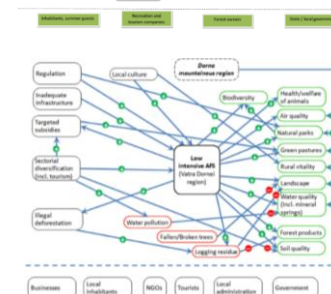 Inhabitants, summer guests
Recreation and
tourism companies
Forest owners
State / local government
Dorna
mountainous region
Regulation
Local culture
Inadequate
infrastructure
Targeted
subsidies
Sectorial
diversification
(incl. tourism)
Illegal
deforestation
Low
intensive AFS
(Vatra Dornei
region)
Biodiversity
Water pollution
Fallen/Broken trees
Logging residue
Health/welfare
of animals
Air quality
Natural parks
Green pastures
Rural vitality
Landscape
Water quality
(incl. mineral
springs)
Forest products
Soil quality
Businesses
Local
inhabitants
NGOs
Tourists
Local
administration
Government